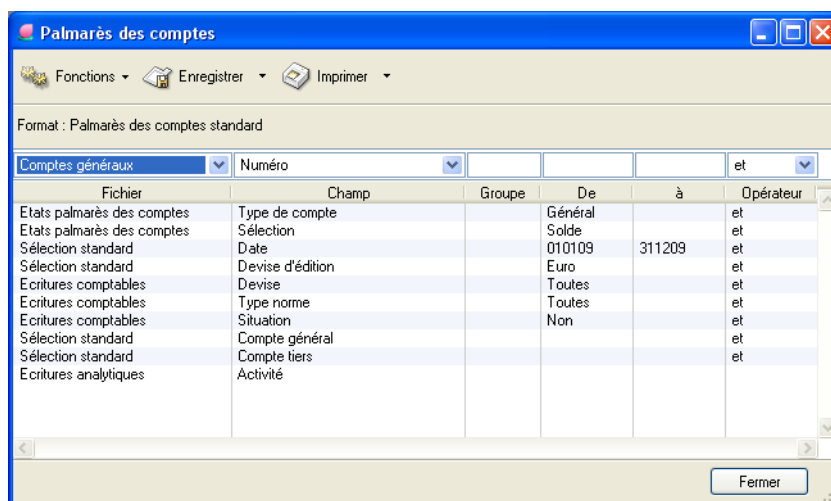 Palmarès des comptes
Fonctions Enregistrer Imprimer
Format : Palmarès des comptes standard
Comptes généraux Numéro et
Fichier Champ Groupe De à Opérateur
Etats palmarès des comptes Type de compte Général et
Etats palmarès des comptes Sélection Solde et
Sélection standard Date 010109 311209 et
Sélection standard Devise d'édition Euro et
Ecritures comptables Devise Toutes et
Ecritures comptables Type norme Toutes et
Ecritures comptables Situation Non et
Sélection standard Compte général et
Sélection standard Compte tiers et
Ecritures analytiques Activité
Fermer